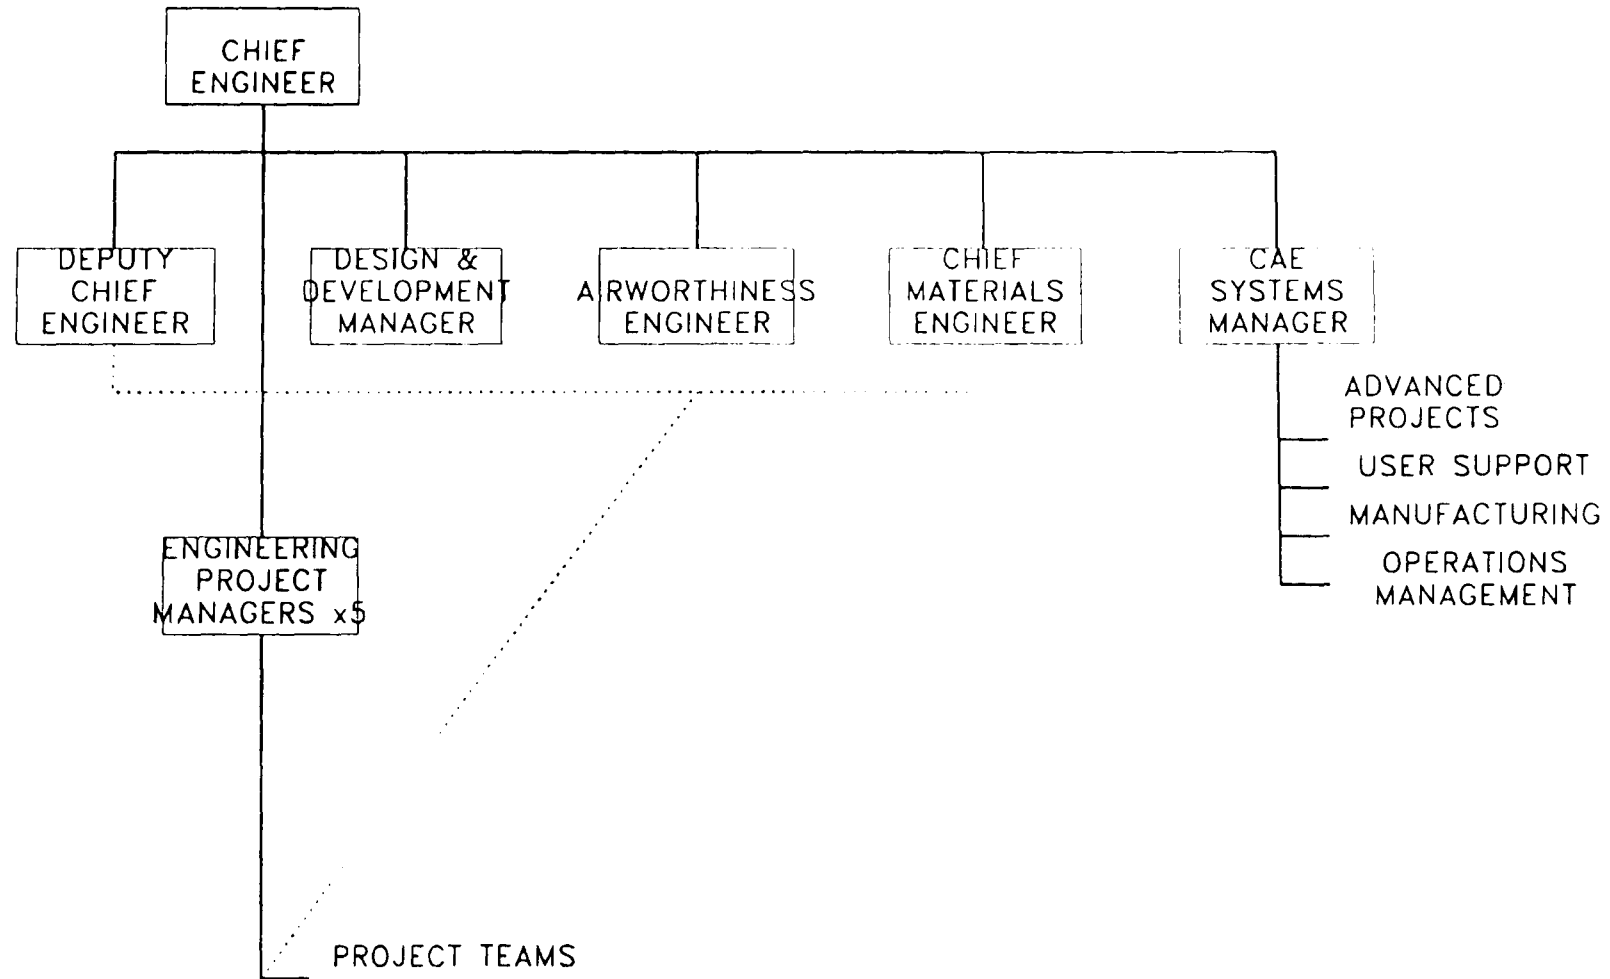 CHIEF
ENGINEER
DEPUTY
CHIEF
ENGINEER
DESIGN &
DEVELOPMENT
MANAGER
AIRWORTHINESS
ENGINEER
CHIEF
MATERIALS
ENGINEER
CAE
SYSTEMS
MANAGER
ADVANCED
PROJECTS
USER SUPPORT
MANUFACTURING
OPERATIONS
MANAGEMENT
ENGINEERING
PROJECT
MANAGERS x5
PROJECT TEAMS